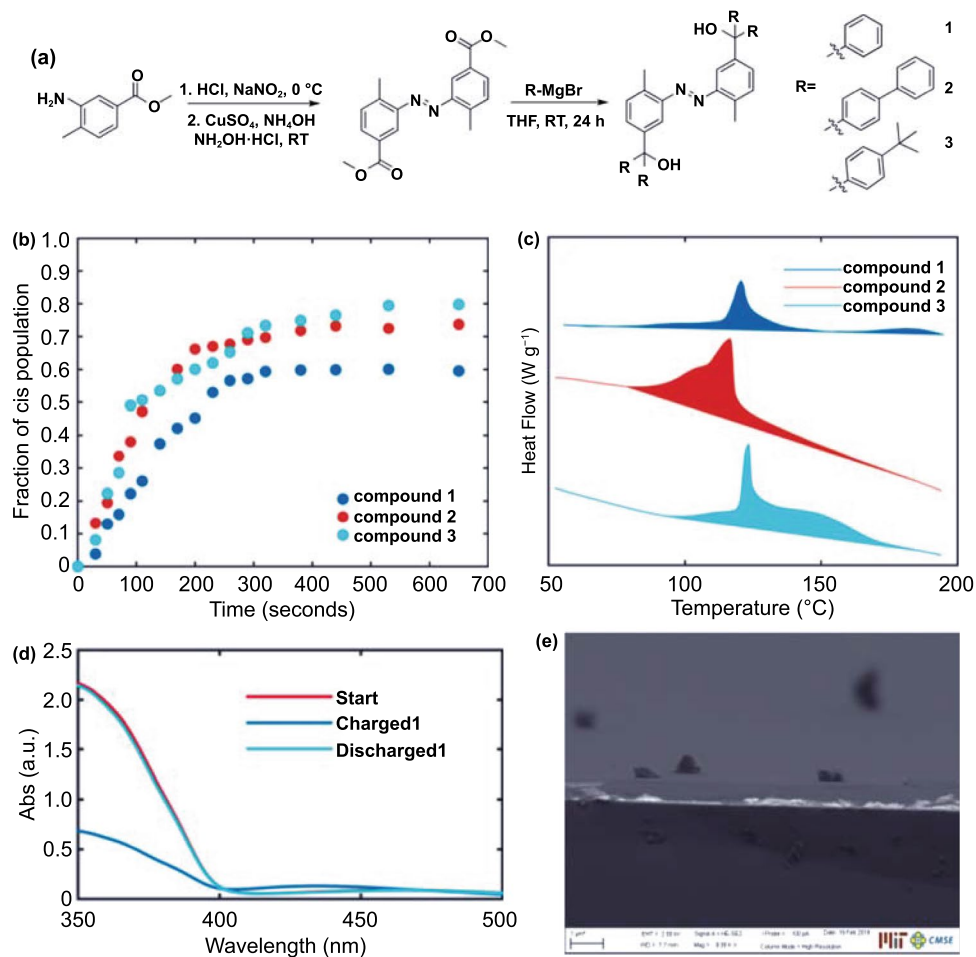 (a)
H₂N
O
O
1. HCl, NaNO₂, 0 °C
2. CuSO₄, NH₄OH
NH₂OH·HCl, RT
O
O
N
N
O
O
R-MgBr
THF, RT, 24 h
HO
R
R
N
N
R
OH
R
R=
1
2
3
(b)
Fraction of cis population
1.0
0.9
0.8
0.7
0.6
0.5
0.4
0.3
0.2
0.1
0
compound 1
compound 2
compound 3
0 100 200 300 400 500 600 700
Time (seconds)
(c)
Heat Flow (W g⁻¹)
compound 1
compound 2
compound 3
50 100 150 200
Temperature (°C)
(d)
Abs (a.u.)
2.5
2.0
1.5
1.0
0.5
0
Start
Charged1
Discharged1
350 400 450 500
Wavelength (nm)
(e)
Column Mode = High Resolution
MIT
CMSE